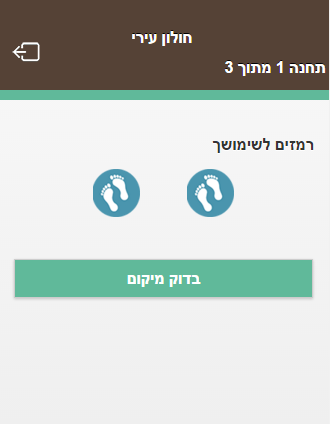 חולון עירי
תחנה 1 מתוך 3
רמזים לשימושך
בדוק מיקום